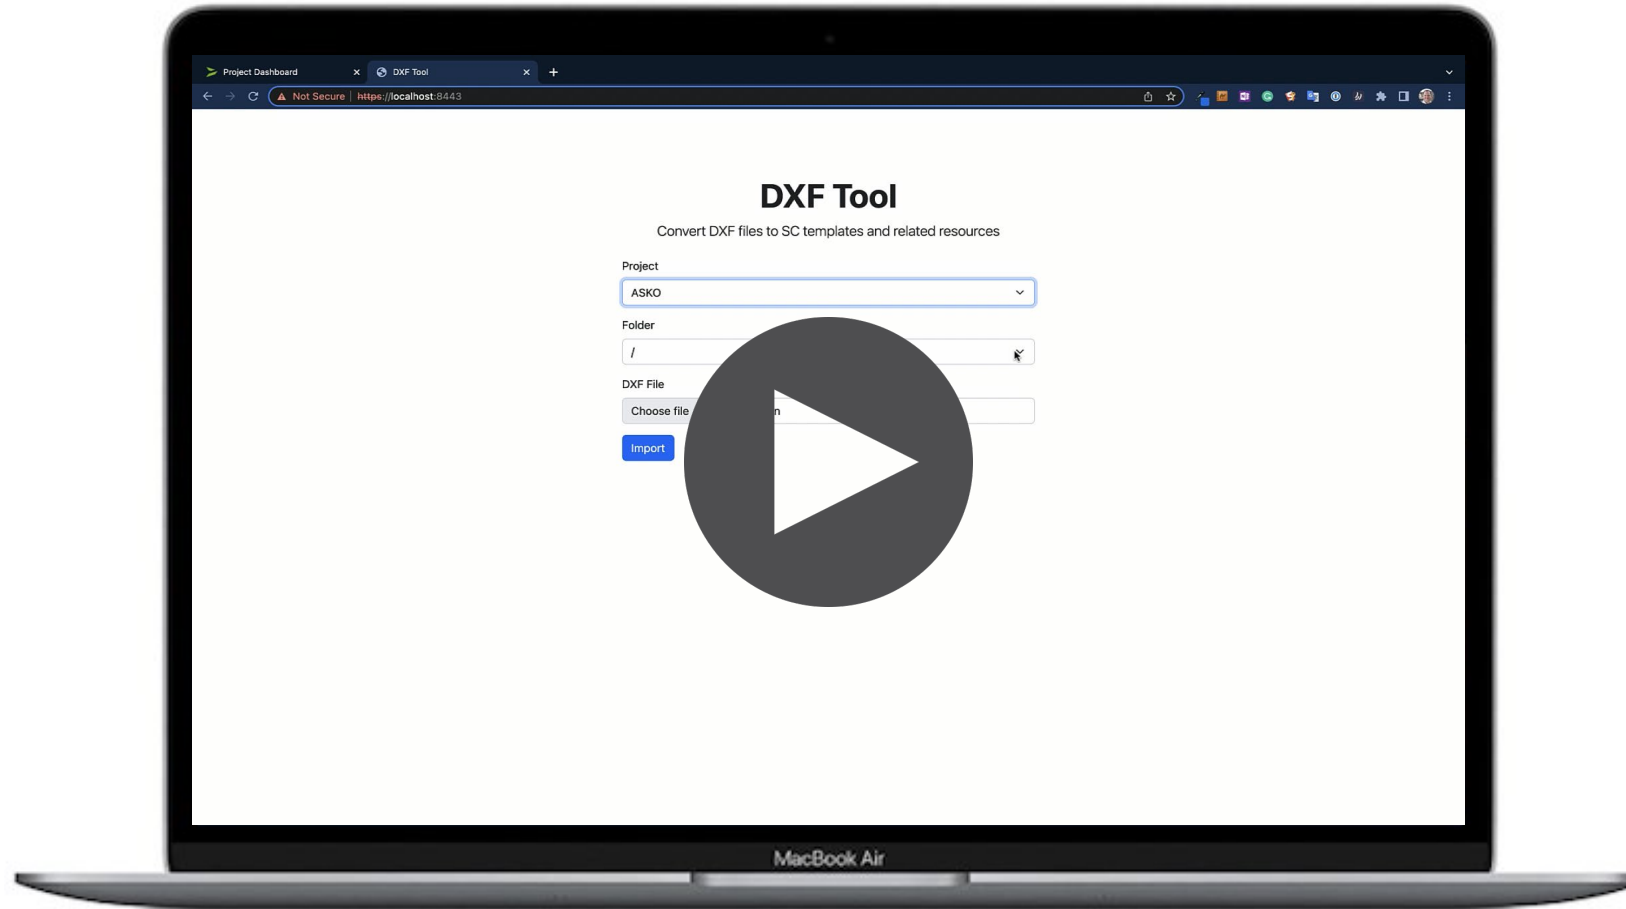 Project Dashboard
DXF Tool
Not Secure
https://localhost:8443
DXF Tool
Convert DXF files to SC templates and related resources
Project
ASKO
Folder
/
DXF File
Choose file n
Import
MacBook Air